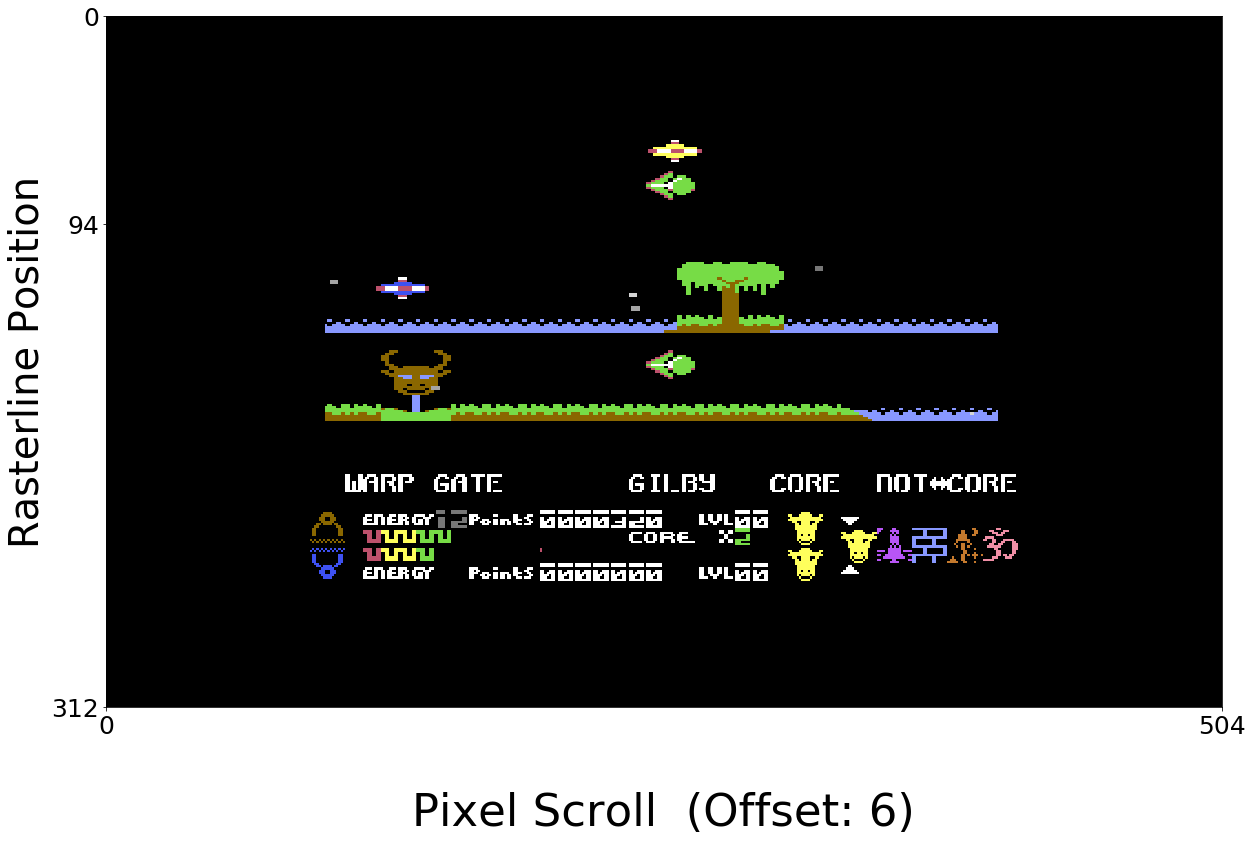 0
Rasterline Position
94
WARP GATE GILBY CORE NOT↔CORE
ENERGY 12 Points 0000320 LVL00
CORE X2
ॐ
ENERGY Points 0000000 LVL00
312
0 504
Pixel Scroll (Offset: 6)